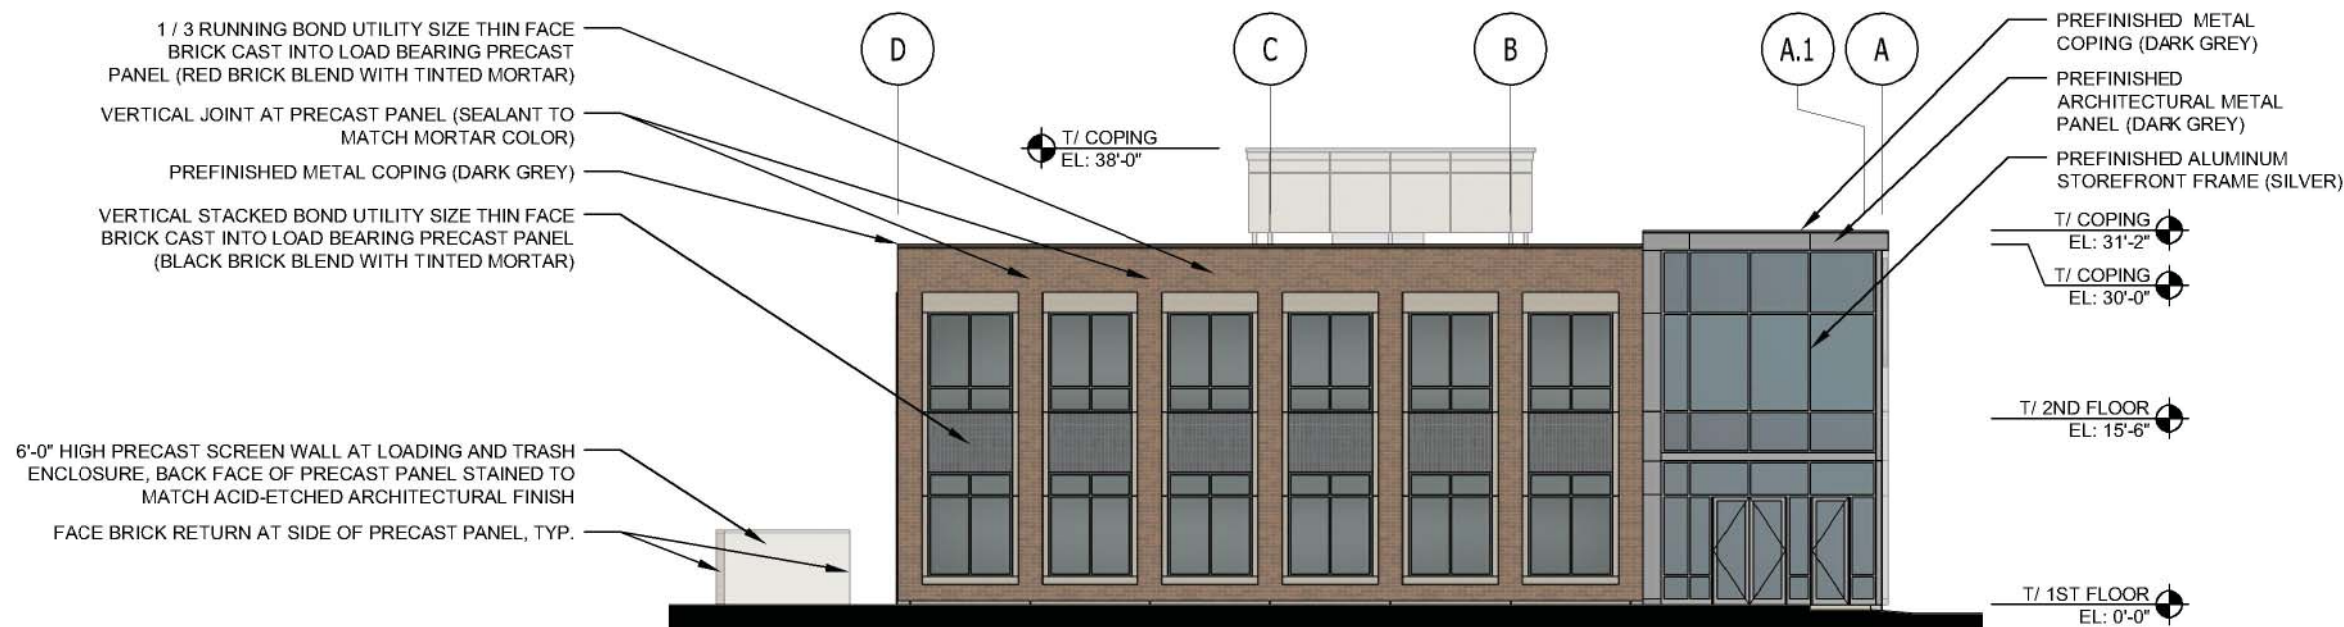 1 / 3 RUNNING BOND UTILITY SIZE THIN FACE
BRICK CAST INTO LOAD BEARING PRECAST
PANEL (RED BRICK BLEND WITH TINTED MORTAR)
VERTICAL JOINT AT PRECAST PANEL (SEALANT TO
MATCH MORTAR COLOR)
PREFINISHED METAL COPING (DARK GREY)
VERTICAL STACKED BOND UTILITY SIZE THIN FACE
BRICK CAST INTO LOAD BEARING PRECAST PANEL
(BLACK BRICK BLEND WITH TINTED MORTAR)
6'-0" HIGH PRECAST SCREEN WALL AT LOADING AND TRASH
ENCLOSURE, BACK FACE OF PRECAST PANEL STAINED TO
MATCH ACID-ETCHED ARCHITECTURAL FINISH
FACE BRICK RETURN AT SIDE OF PRECAST PANEL, TYP.
D
C
B
A.1
A
T/ COPING
EL: 38'-0"
PREFINISHED METAL
COPING (DARK GREY)
PREFINISHED
ARCHITECTURAL METAL
PANEL (DARK GREY)
PREFINISHED ALUMINUM
STOREFRONT FRAME (SILVER)
T/ COPING
EL: 31'-2"
T/ COPING
EL: 30'-0"
T/ 2ND FLOOR
EL: 15'-6"
T/ 1ST FLOOR
EL: 0'-0"